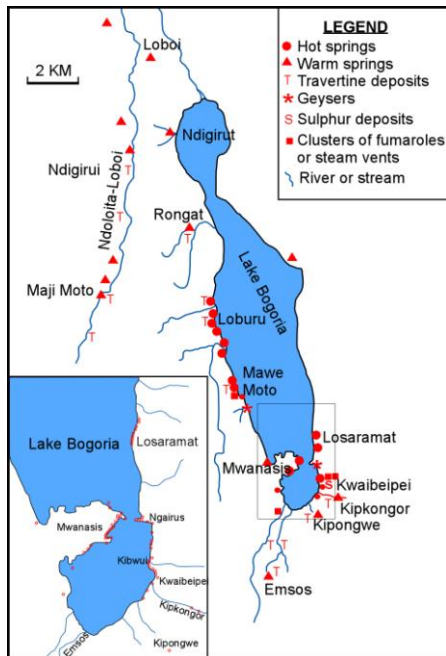 LEGEND
Hot springs
Warm springs
T Travertine deposits
Geysers
S Sulphur deposits
Clusters of fumaroles
or steam vents
River or stream
2 KM
Loboi
Ndigirut
Ndigirui
Ndoloita-Loboi
T
T
Rongat
T
Lake Bogoria
Maji Moto
T
T
T
Loburu
T
Mawe
Moto
T
Losaramat
Mwanasis
S
Kwaibeipei
T
Kipkongor
T
Kipongwe
T
T
T
Emsos
Lake Bogoria
Losaramat
Mwanasis
Ngairus
Kibwui
Kwaibeipei
Kipkongor
Emsos
Kipongwe